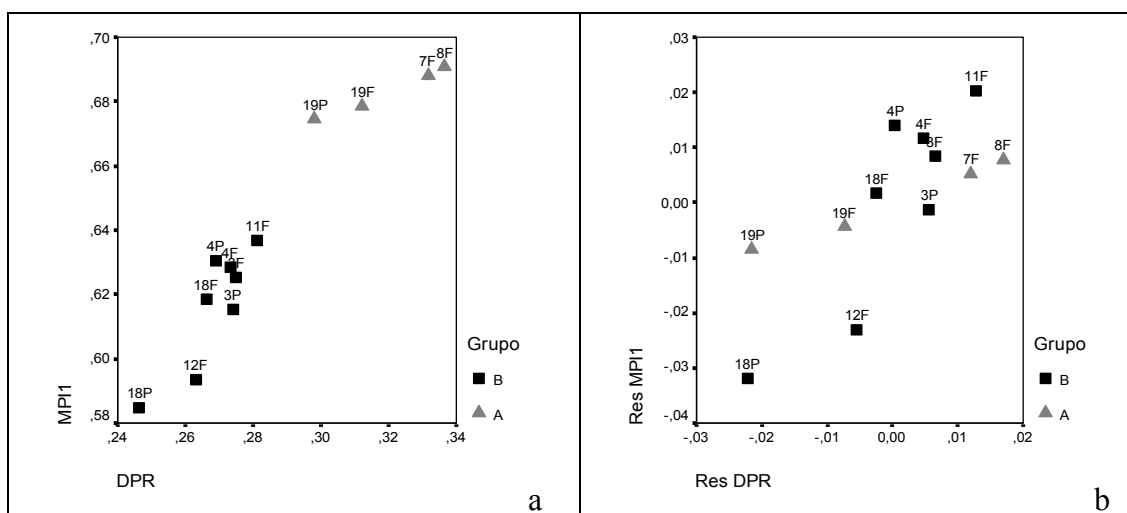 ,70
,68
,66
,64
,62
,60
,58
MPI1
8F
7F
19F
19P
11F
4P
4F
3F
18F
3P
12F
18P
Grupo
B
A
,24
,26
,28
,30
,32
,34
DPR
a
,03
,02
,01
0,00
-,01
-,02
-,03
-,04
Res MPI1
11F
4P
4F
3F
8F
7F
18F
3P
19F
19P
12F
18P
Grupo
B
A
-,03
-,02
-,01
0,00
,01
,02
Res DPR
b